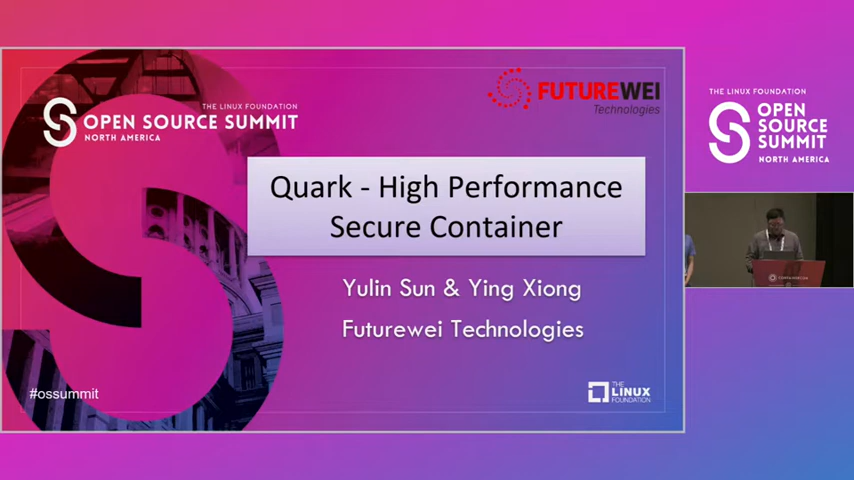 THE LINUX FOUNDATION
OPEN SOURCE SUMMIT
NORTH AMERICA
FUTUREWEI
Technologies
Quark - High Performance
Secure Container
Yulin Sun & Ying Xiong
Futurewei Technologies
#ossummit
THE
LINUX
FOUNDATION
THE LINUX FOUNDATION
OPEN
SOURCE
SUMMIT
NORTH AMERICA